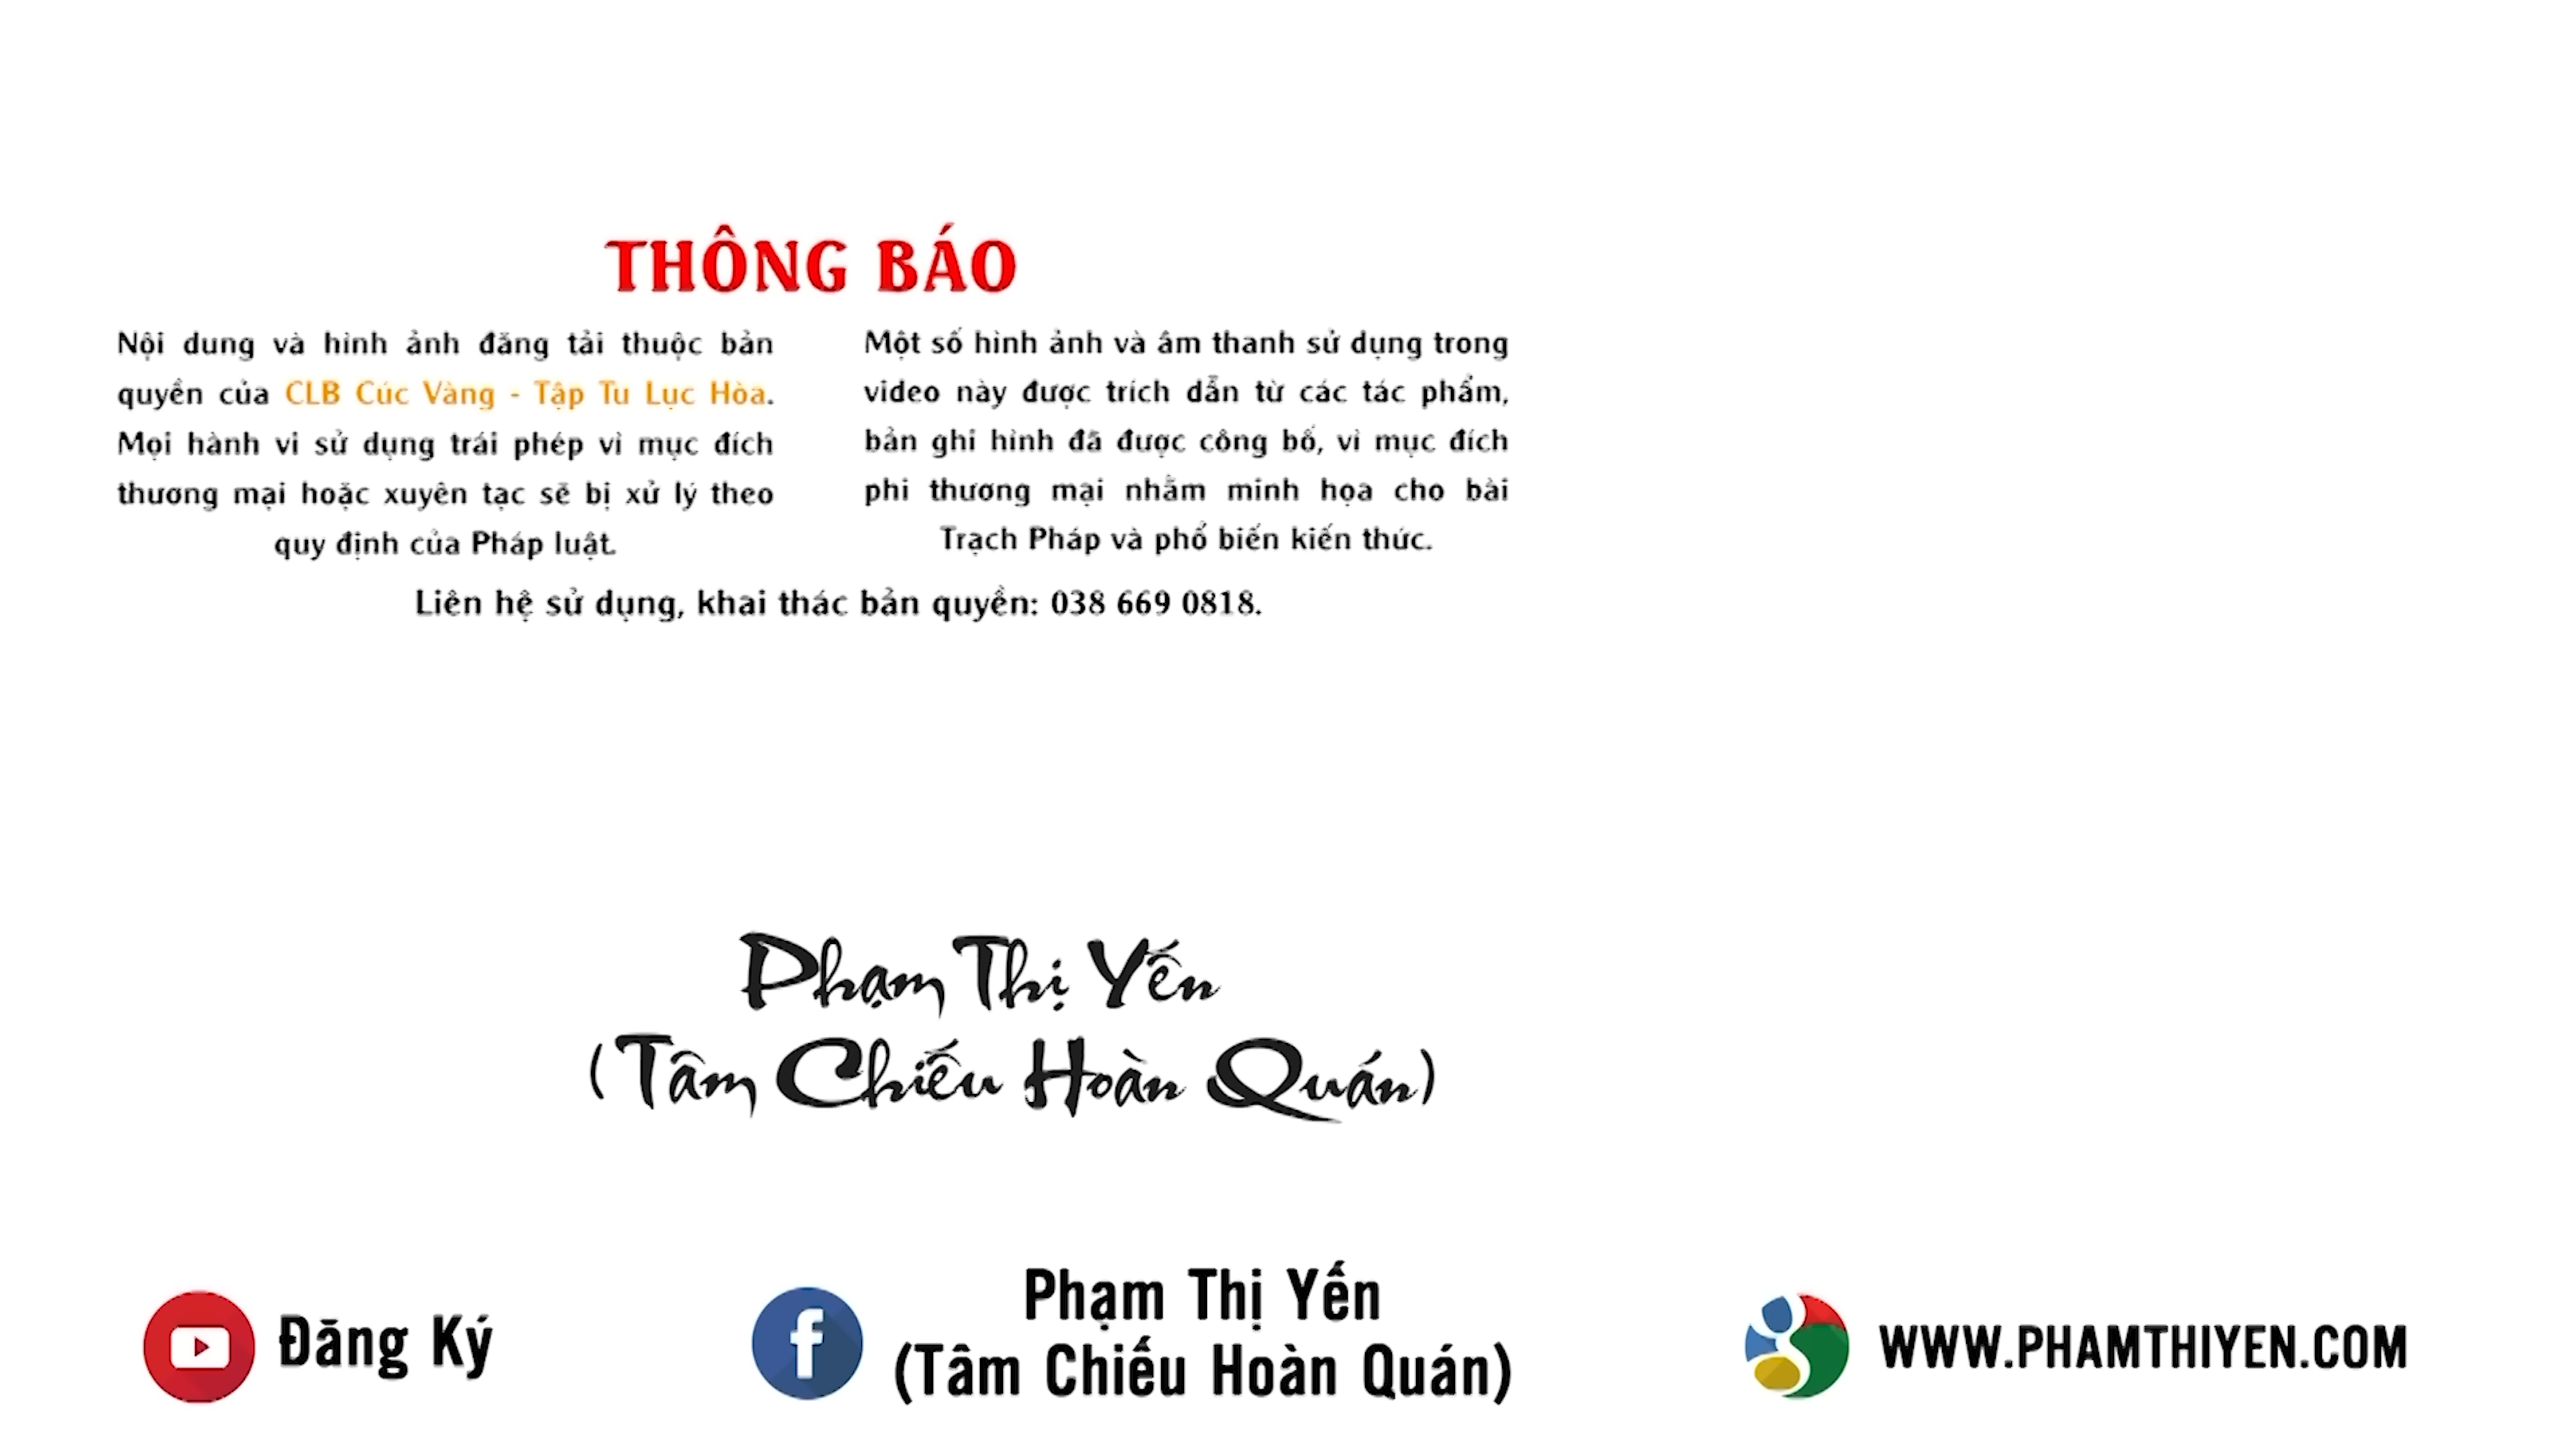 THÔNG BÁO
Nội dung và hình ảnh đăng tải thuộc bản
quyền của CLB Cúc Vàng - Tập Tu Lục Hòa.
Mọi hành vi sử dụng trái phép vì mục đích
thương mại hoặc xuyên tạc sẽ bị xử lý theo
quy định của Pháp luật.
Một số hình ảnh và âm thanh sử dụng trong
video này được trích dẫn từ các tác phẩm,
bản ghi hình đã được công bố, vì mục đích
phi thương mại nhằm minh họa cho bài
Trạch Pháp và phổ biến kiến thức.
Liên hệ sử dụng, khai thác bản quyền: 038 669 0818.
Phạm Thị Yến
(Tâm Chiếu Hoàn Quán)
Đăng Ký
Phạm Thị Yến
(Tâm Chiếu Hoàn Quán)
WWW.PHAMTHIYEN.COM